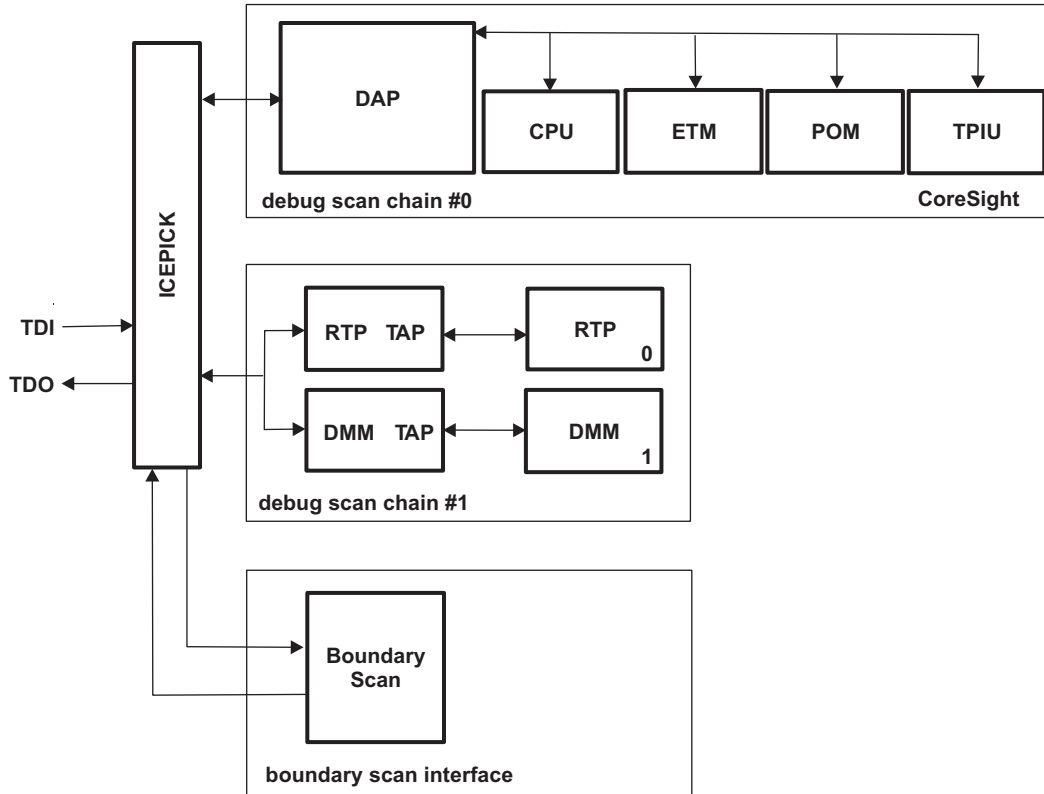 DAP
CPU
ETM
POM
TPIU
debug scan chain #0
CoreSight
ICEPICK
TDI
TDO
RTP TAP
RTP
0
DMM TAP
DMM
1
debug scan chain #1
Boundary
Scan
boundary scan interface